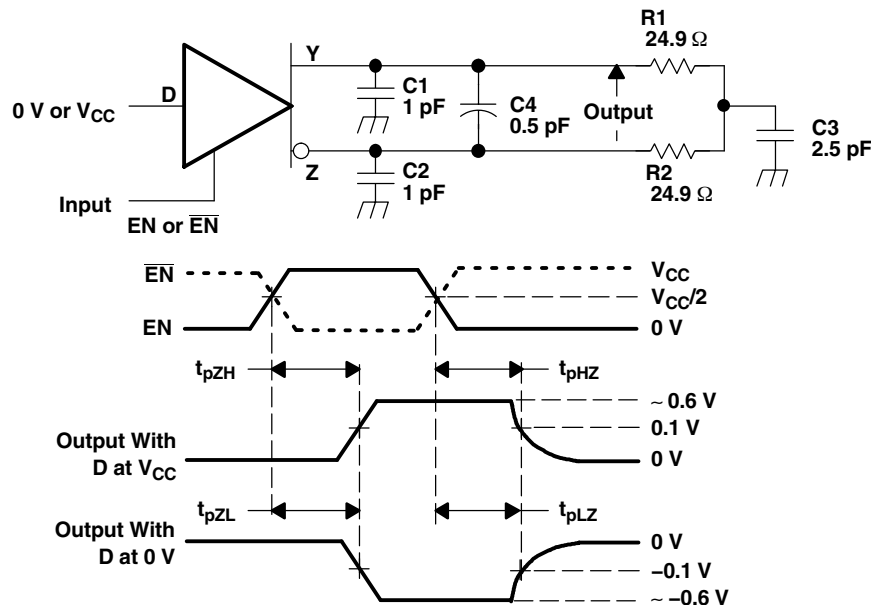 R1
24.9 Ω
Y
D
C1
1 pF
C4
0.5 pF
Output
0 V or VCC
C3
2.5 pF
Z
C2
1 pF
R2
24.9 Ω
Input
EN or E̅N̅
E̅N̅
VCC
VCC/2
EN
0 V
tpZH
tpHZ
~ 0.6 V
0.1 V
Output With
D at VCC
0 V
tpZL
tpLZ
Output With
D at 0 V
0 V
−0.1 V
~ −0.6 V